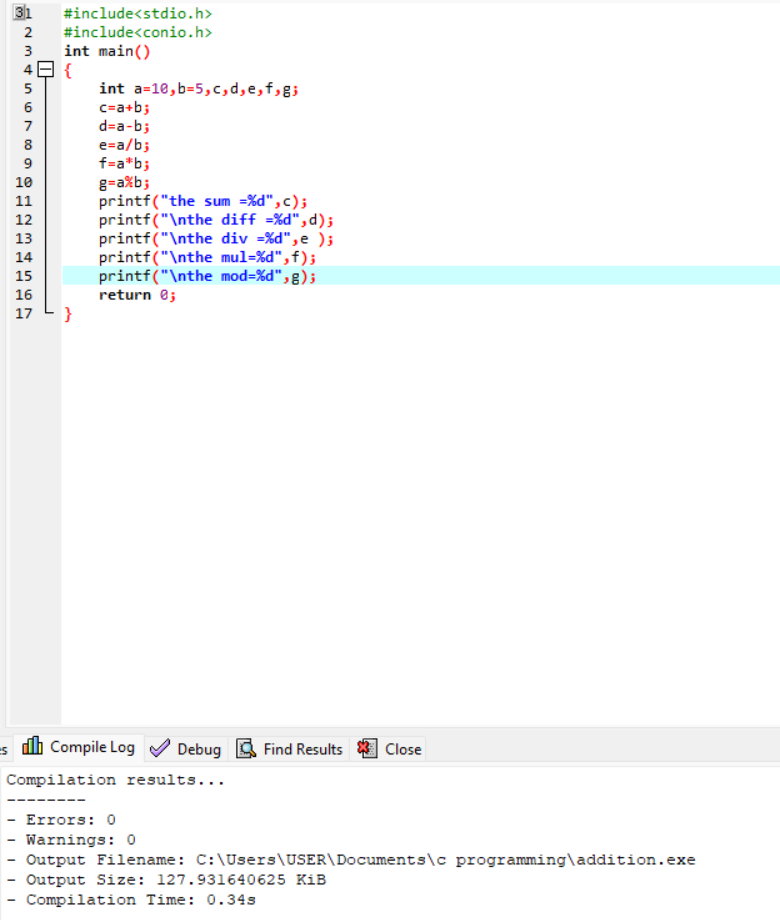 31 #include<stdio.h>
2 #include<conio.h>
3 int main()
4 {
5 int a=10,b=5,c,d,e,f,g;
6 c=a+b;
7 d=a-b;
8 e=a/b;
9 f=a*b;
10 g=a%b;
11 printf("the sum =%d",c);
12 printf("\nthe diff =%d",d);
13 printf("\nthe div =%d",e );
14 printf("\nthe mul=%d",f);
15 printf("\nthe mod=%d",g);
16 return 0;
17 }
es Compile Log Debug Find Results Close
Compilation results...
--------
- Errors: 0
- Warnings: 0
- Output Filename: C:\Users\USER\Documents\c programming\addition.exe
- Output Size: 127.931640625 KiB
- Compilation Time: 0.34s